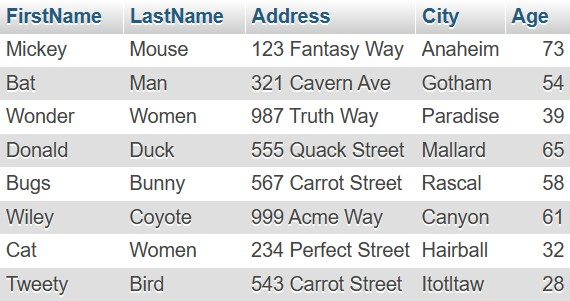 FirstName LastName Address City Age
Mickey Mouse 123 Fantasy Way Anaheim 73
Bat Man 321 Cavern Ave Gotham 54
Wonder Women 987 Truth Way Paradise 39
Donald Duck 555 Quack Street Mallard 65
Bugs Bunny 567 Carrot Street Rascal 58
Wiley Coyote 999 Acme Way Canyon 61
Cat Women 234 Perfect Street Hairball 32
Tweety Bird 543 Carrot Street Itotltaw 28